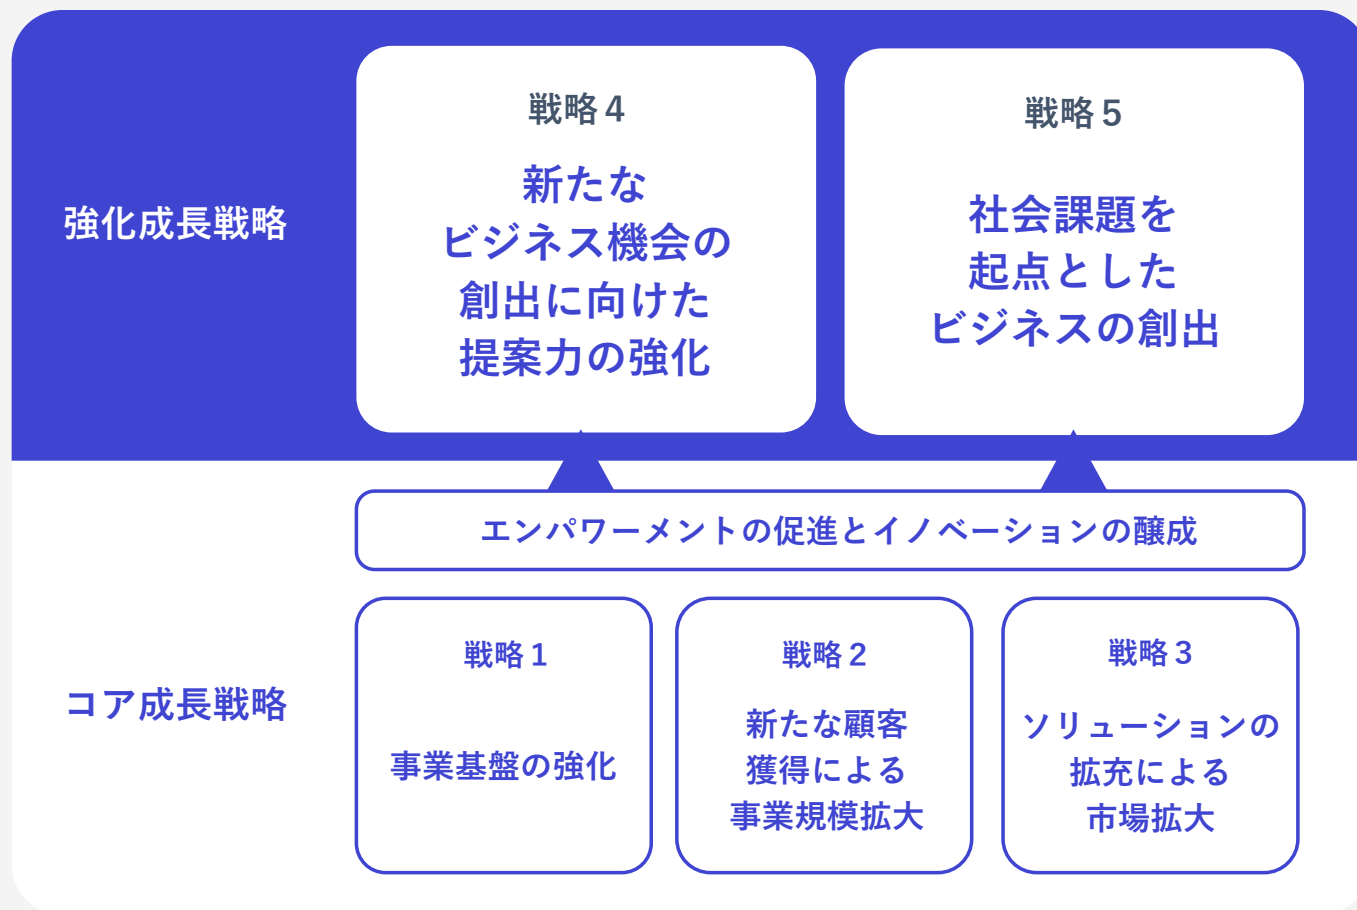 強化成長戦略
戦略4
新たな
ビジネス機会の
創出に向けた
提案力の強化
戦略5
社会課題を
起点とした
ビジネスの創出
エンパワーメントの促進とイノベーションの醸成
コア成長戦略
戦略1
事業基盤の強化
戦略2
新たな顧客
獲得による
事業規模拡大
戦略3
ソリューションの
拡充による
市場拡大